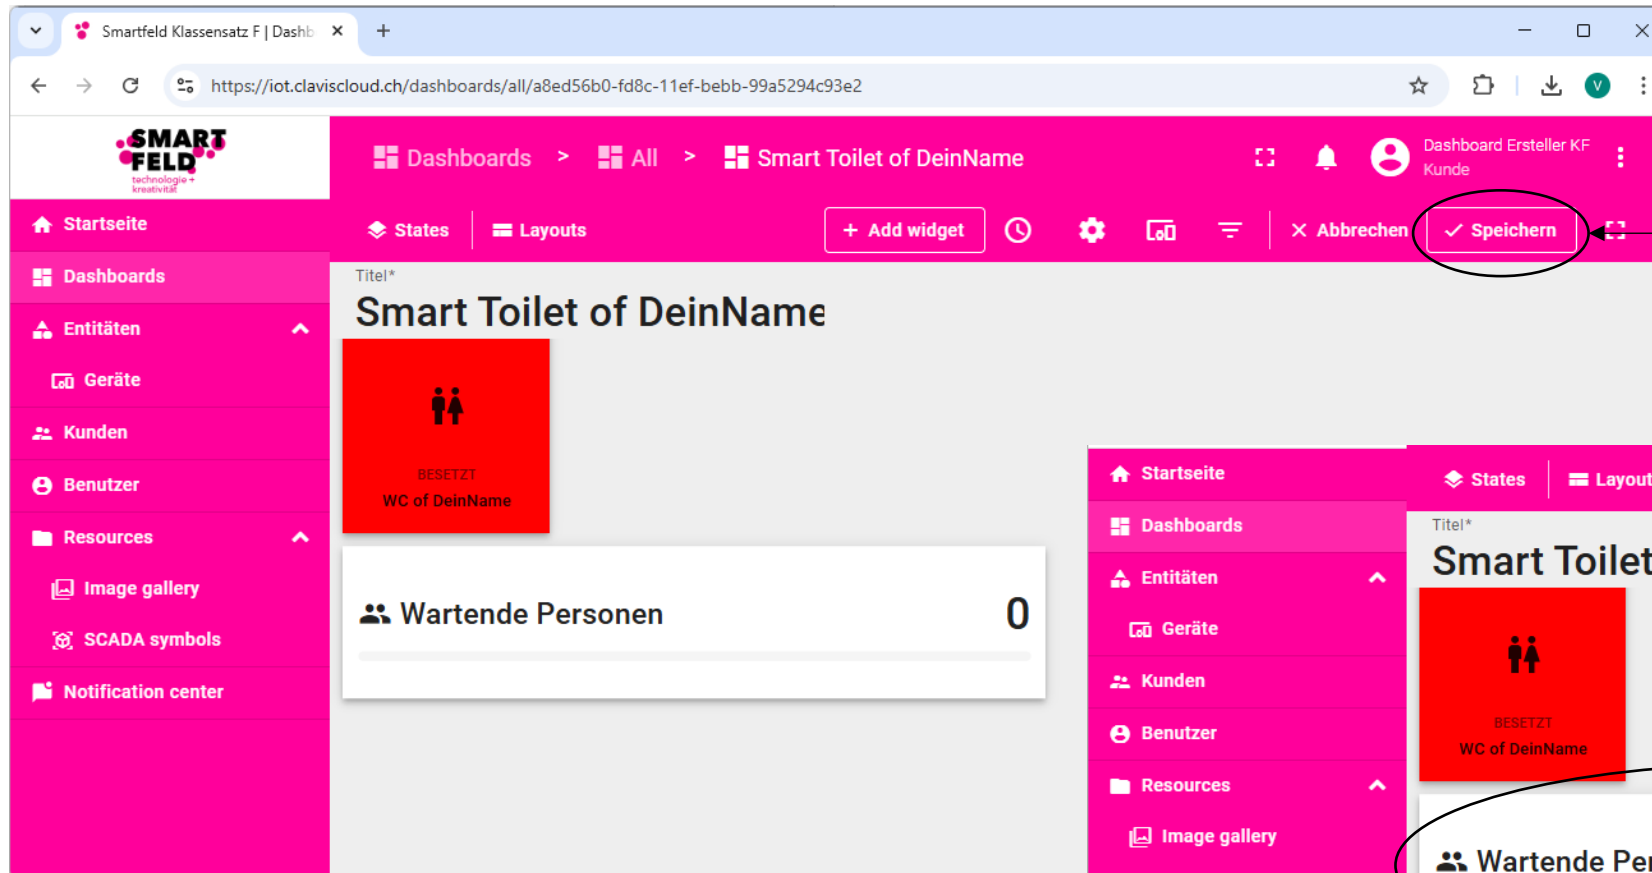 Smartfeld Klassensatz F | Dashb
https://iot.claviscloud.ch/dashboards/all/a8ed56b0-fd8c-11ef-bebb-99a5294c93e2
V
SMART
FELD
technologie +
kreativität
Dashboards > All > Smart Toilet of DeinName
Dashboard Ersteller KF
Kunde
Startseite
Dashboards
Entitäten
Geräte
Kunden
Benutzer
Resources
Image gallery
SCADA symbols
Notification center
States
Layouts
+ Add widget
Abbrechen
Speichern
Titel*
Smart Toilet of DeinName
BESETZT
WC of DeinName
Wartende Personen
0
Startseite
Dashboards
Entitäten
Geräte
Kunden
Benutzer
Resources
Image gallery
States
Layout
Titel*
Smart Toilet
BESETZT
WC of DeinName
Wartende Per